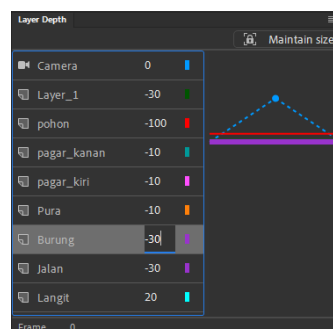 Layer Depth
Maintain size
Camera 0
Layer_1 -30
pohon -100
pagar_kanan -10
pagar_kiri -10
Pura -10
Burung -30
Jalan -30
Langit 20
Frame 0